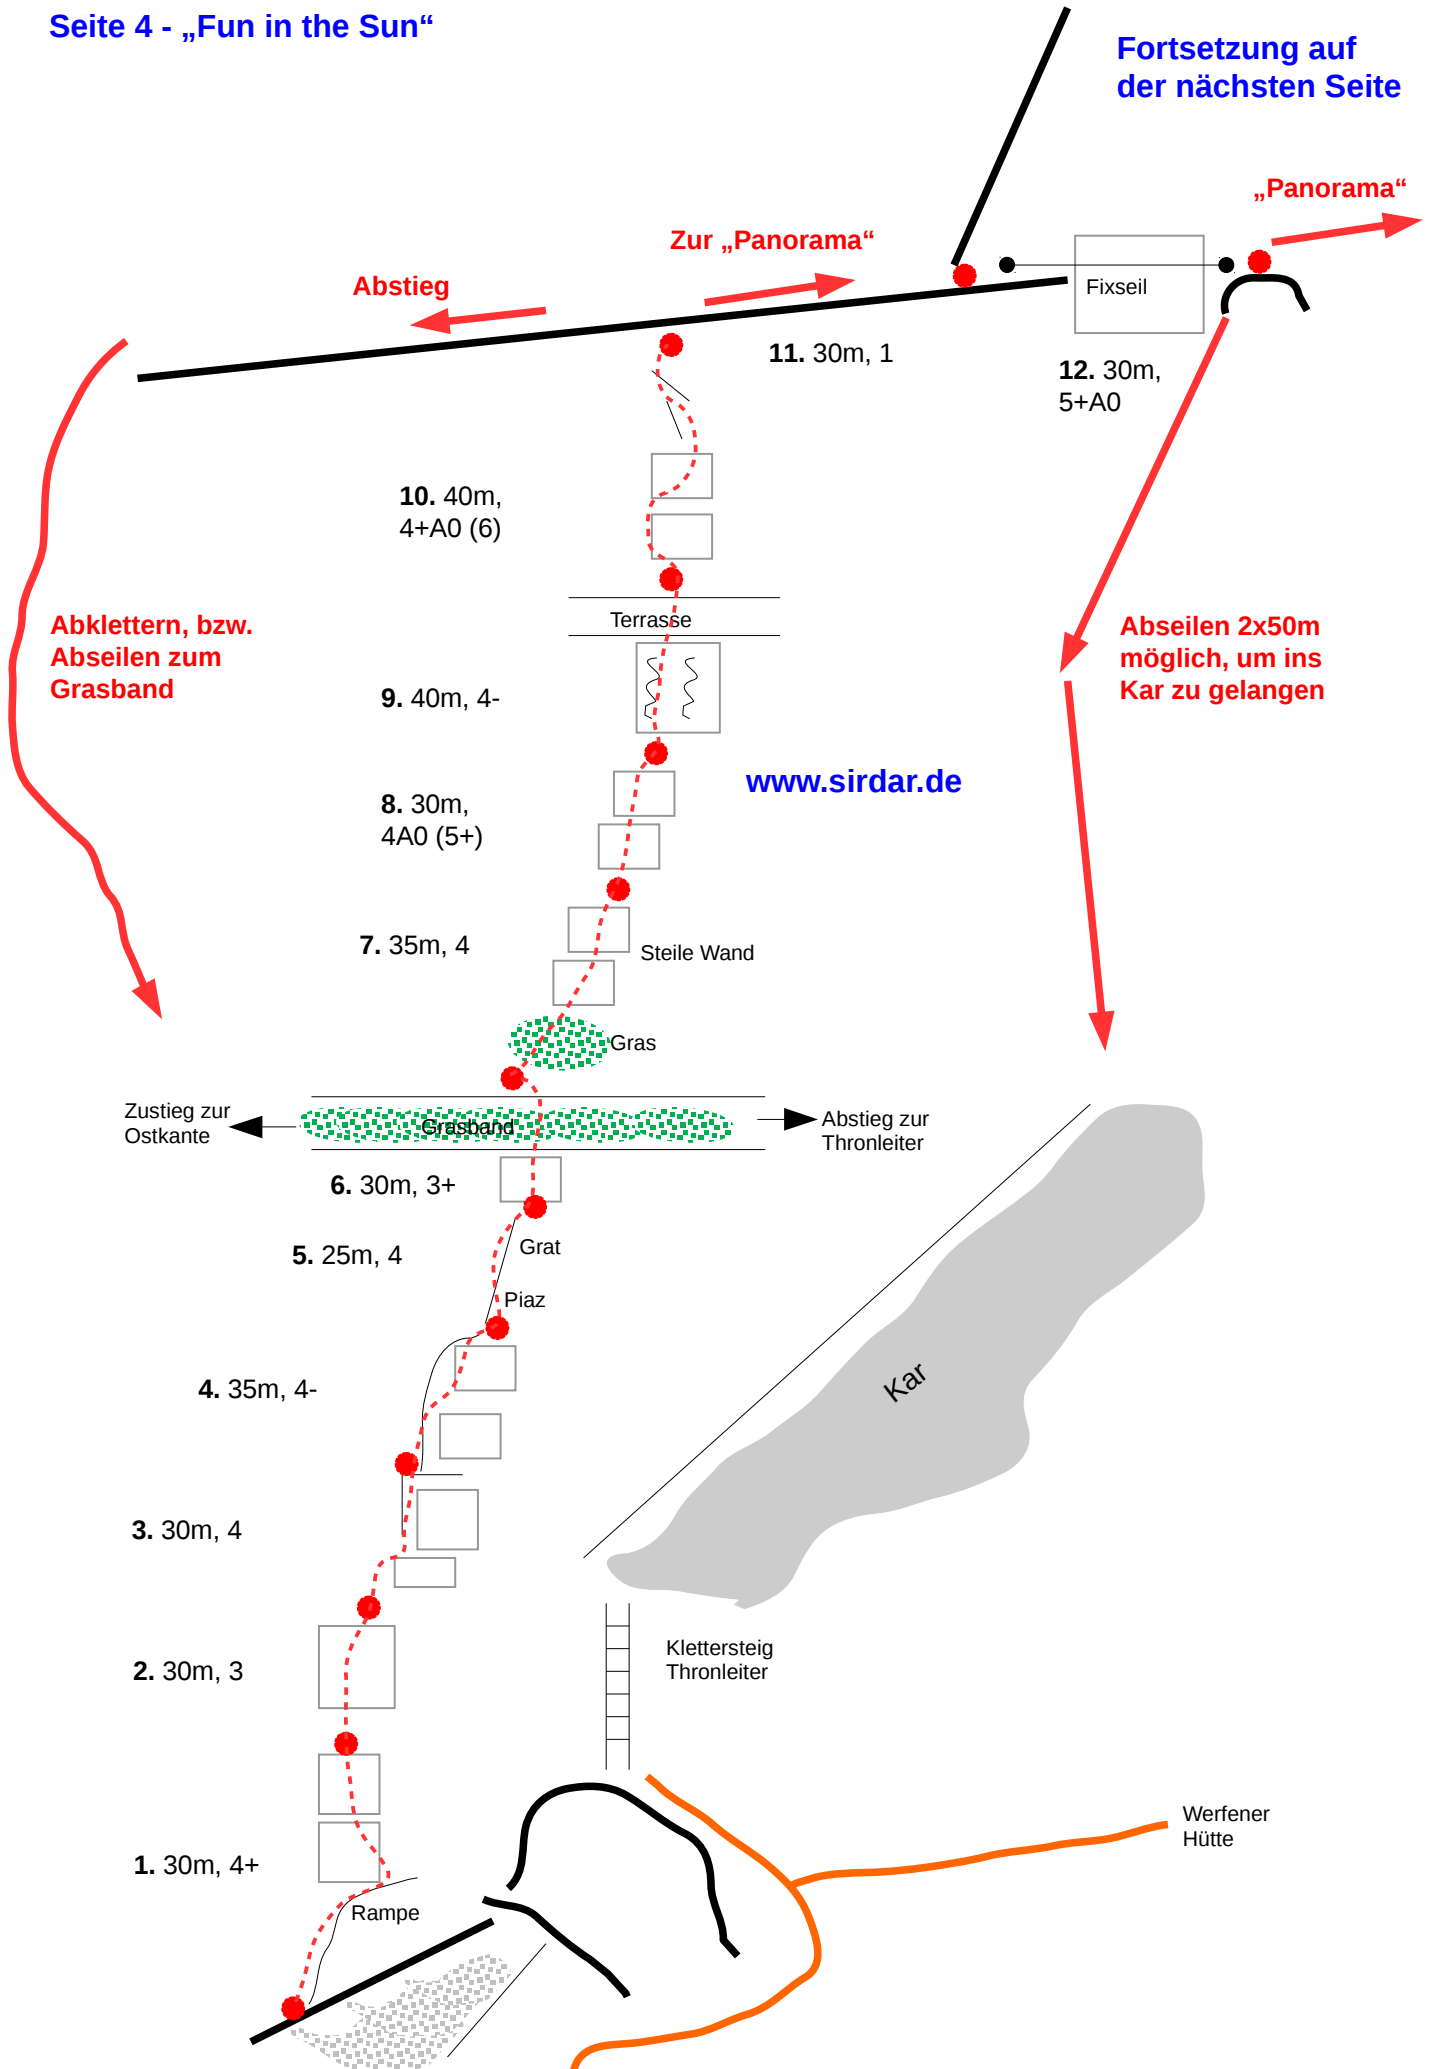 Seite 4 - „Fun in the Sun“
Fortsetzung auf
der nächsten Seite
„Panorama“
Zur „Panorama“
Abstieg
Fixseil
11. 30m, 1
12. 30m,
5+A0
10. 40m,
4+A0 (6)
Terrasse
Abklettern, bzw.
Abseilen zum
Grasband
Abseilen 2x50m
möglich, um ins
Kar zu gelangen
9. 40m, 4-
www.sirdar.de
8. 30m,
4A0 (5+)
7. 35m, 4
Steile Wand
Gras
Zustieg zur
Ostkante
Grasband
Abstieg zur
Thronleiter
6. 30m, 3+
5. 25m, 4
Grat
Piaz
4. 35m, 4-
Kar
3. 30m, 4
2. 30m, 3
Klettersteig
Thronleiter
Werfener
Hütte
1. 30m, 4+
Rampe